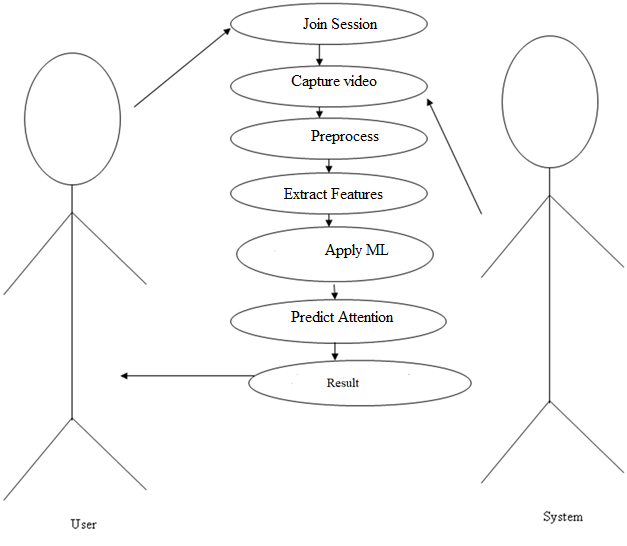 Join Session
Capture video
Preprocess
Extract Features
Apply ML
Predict Attention
Result
User
System